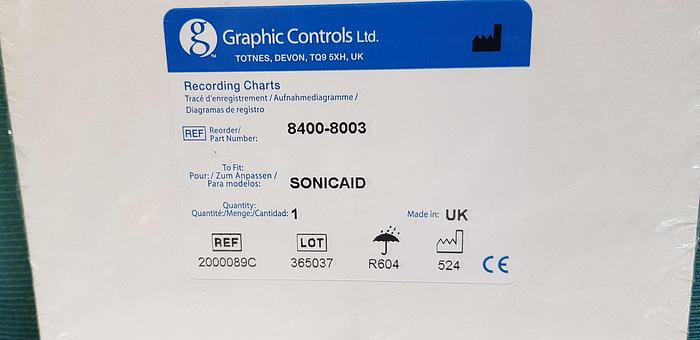 g™ Graphic Controls Ltd.
TOTNES, DEVON, TQ9 5XH, UK
Recording Charts
Tracé d'enregistrement / Aufnahmediagramme /
Diagramas de registro
REF Reorder/ Part Number: 8400-8003
To Fit:
Pour: / Zum Anpassen /
Para modelos: SONICAID
Quantity:
Quantité:/Menge:/Cantidad: 1 Made in: UK
REF LOT
2000089C 365037 R604 524 CE